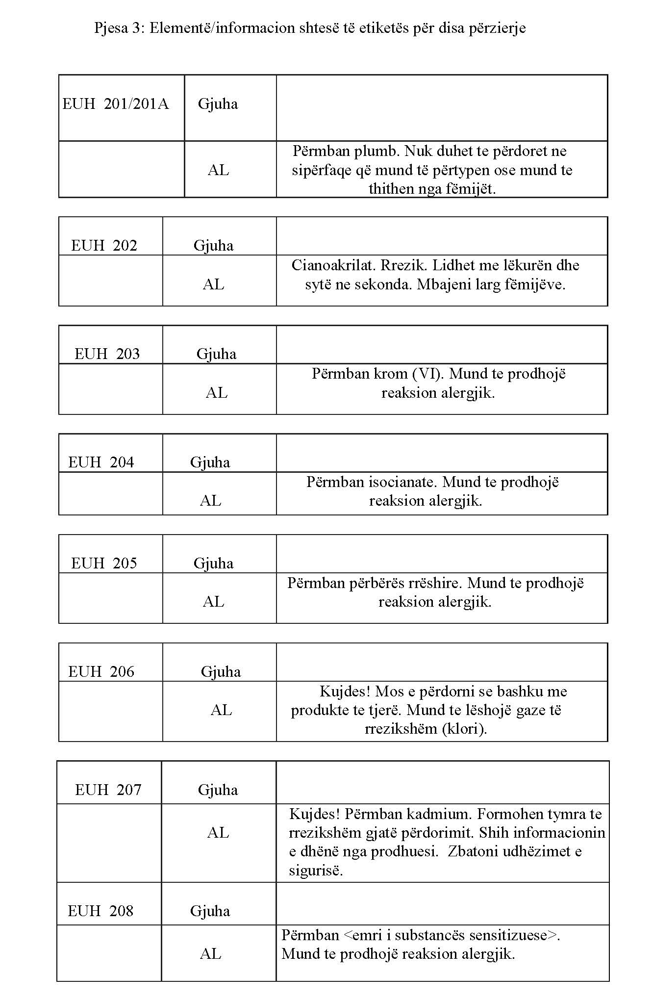 Pjesa 3: Elementë/informacion shtesë të etiketës për disa përzierje
EUH 201/201A Gjuha
AL
Përmban plumb. Nuk duhet te përdoret ne
sipërfaqe që mund të përtypen ose mund te
thithen nga fëmijët.
EUH 202 Gjuha
AL
Cianoakrilat. Rrezik. Lidhet me lëkurën dhe
sytë ne sekonda. Mbajeni larg fëmijëve.
EUH 203 Gjuha
AL
Përmban krom (VI). Mund te prodhojë
reaksion alergjik.
EUH 204 Gjuha
AL
Përmban isocianate. Mund te prodhojë
reaksion alergjik.
EUH 205 Gjuha
AL
Përmban përbërës rrëshire. Mund te prodhojë
reaksion alergjik.
EUH 206 Gjuha
AL
Kujdes! Mos e përdorni se bashku me
produkte te tjerë. Mund te lëshojë gaze të
rrezikshëm (klori).
EUH 207 Gjuha
AL
Kujdes! Përmban kadmium. Formohen tymra te
rrezikshëm gjatë përdorimit. Shih informacionin
e dhënë nga prodhuesi. Zbatoni udhëzimet e
sigurisë.
EUH 208 Gjuha
AL
Përmban <emri i substancës sensitizuese>.
Mund te prodhojë reaksion alergjik.